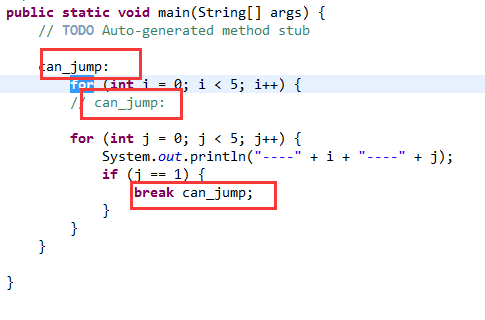 public static void main(String[] args) {
// TODO Auto-generated method stub
can_jump:
for (int i = 0; i < 5; i++) {
// can_jump:
for (int j = 0; j < 5; j++) {
System.out.println("----" + i + "----" + j);
if (j == 1) {
break can_jump;
}
}
}
}